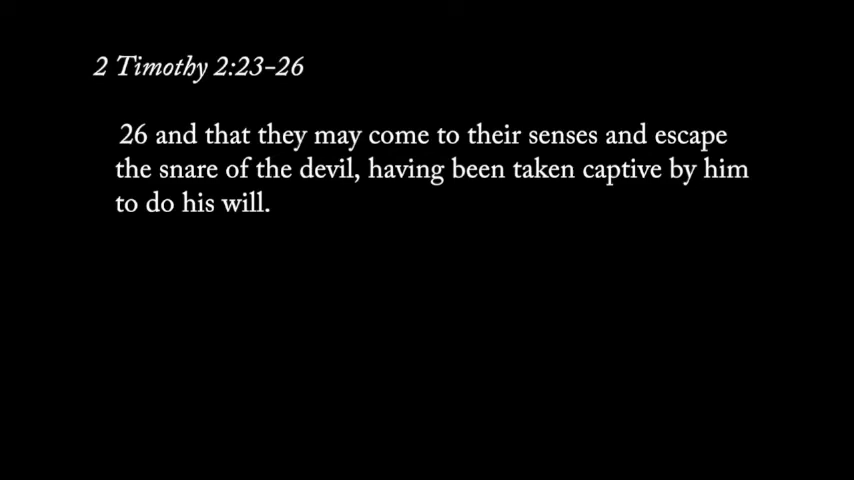 2 Timothy 2:23-26
26 and that they may come to their senses and escape
the snare of the devil, having been taken captive by him
to do his will.